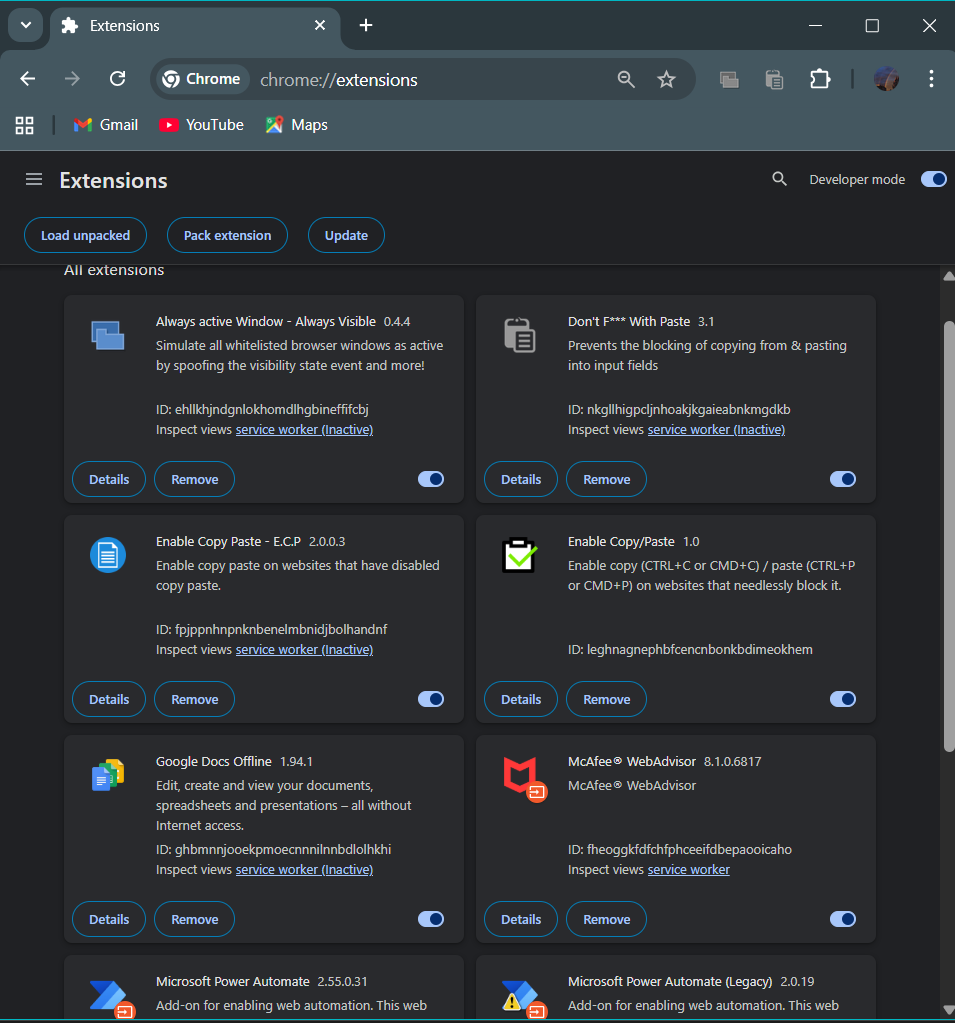 Extensions
Chrome chrome://extensions
Gmail YouTube Maps
Extensions
Developer mode
Load unpacked Pack extension Update
All extensions
Always active Window - Always Visible 0.4.4
Simulate all whitelisted browser windows as active
by spoofing the visibility state event and more!
ID: ehllkhjndgnlokhomdlhgbineffifcbj
Inspect views service worker (Inactive)
Details Remove
Don't F*** With Paste 3.1
Prevents the blocking of copying from & pasting
into input fields
ID: nkgllhigpcljnhoakjkgaieabnkmgdkb
Inspect views service worker (Inactive)
Details Remove
Enable Copy Paste - E.C.P 2.0.0.3
Enable copy paste on websites that have disabled
copy paste.
ID: fpjppnhnpnknbenelmbnidjbolhandnf
Inspect views service worker (Inactive)
Details Remove
Enable Copy/Paste 1.0
Enable copy (CTRL+C or CMD+C) / paste (CTRL+P
or CMD+P) on websites that needlessly block it.
ID: leghnagnephbfcencnbonkbdimeokhem
Details Remove
Google Docs Offline 1.94.1
Edit, create and view your documents,
spreadsheets and presentations – all without
Internet access.
ID: ghbmnnjooekpmoecnnnilnnbdlolhkhi
Inspect views service worker (Inactive)
Details Remove
McAfee® WebAdvisor 8.1.0.6817
McAfee® WebAdvisor
ID: fheoggkfdfchfphceeifdbepaooicaho
Inspect views service worker
Details Remove
Microsoft Power Automate 2.55.0.31
Add-on for enabling web automation. This web
Microsoft Power Automate (Legacy) 2.0.19
Add-on for enabling web automation. This web